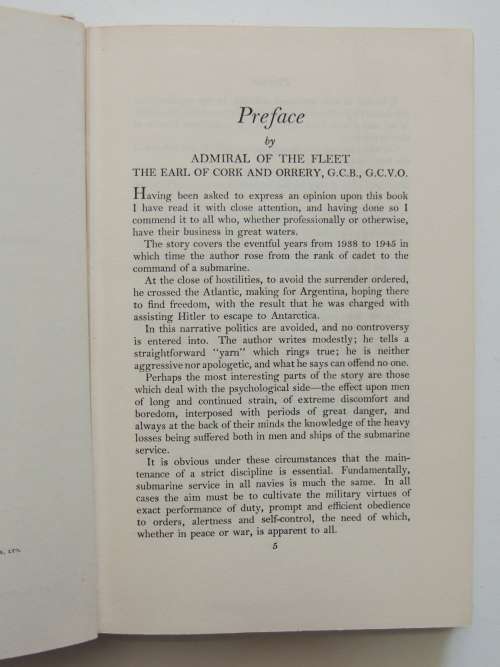 Preface
by
ADMIRAL OF THE FLEET
THE EARL OF CORK AND ORRERY, G.C.B., G.C.V.O.
Having been asked to express an opinion upon this book
I have read it with close attention, and having done so I
commend it to all who, whether professionally or otherwise,
have their business in great waters.
The story covers the eventful years from 1938 to 1945 in
which time the author rose from the rank of cadet to the
command of a submarine.
At the close of hostilities, to avoid the surrender ordered,
he crossed the Atlantic, making for Argentina, hoping there
to find freedom, with the result that he was charged with
assisting Hitler to escape to Antarctica.
In this narrative politics are avoided, and no controversy
is entered into. The author writes modestly; he tells a
straightforward "yarn" which rings true; he is neither
aggressive nor apologetic, and what he says can offend no one.
Perhaps the most interesting parts of the story are those
which deal with the psychological side—the effect upon men
of long and continued strain, of extreme discomfort and
boredom, interposed with periods of great danger, and
always at the back of their minds the knowledge of the heavy
losses being suffered both in men and ships of the submarine
service.
It is obvious under these circumstances that the main-
tenance of a strict discipline is essential. Fundamentally,
submarine service in all navies is much the same. In all
cases the aim must be to cultivate the military virtues of
exact performance of duty, prompt and efficient obedience
to orders, alertness and self-control, the need of which,
whether in peace or war, is apparent to all.
5